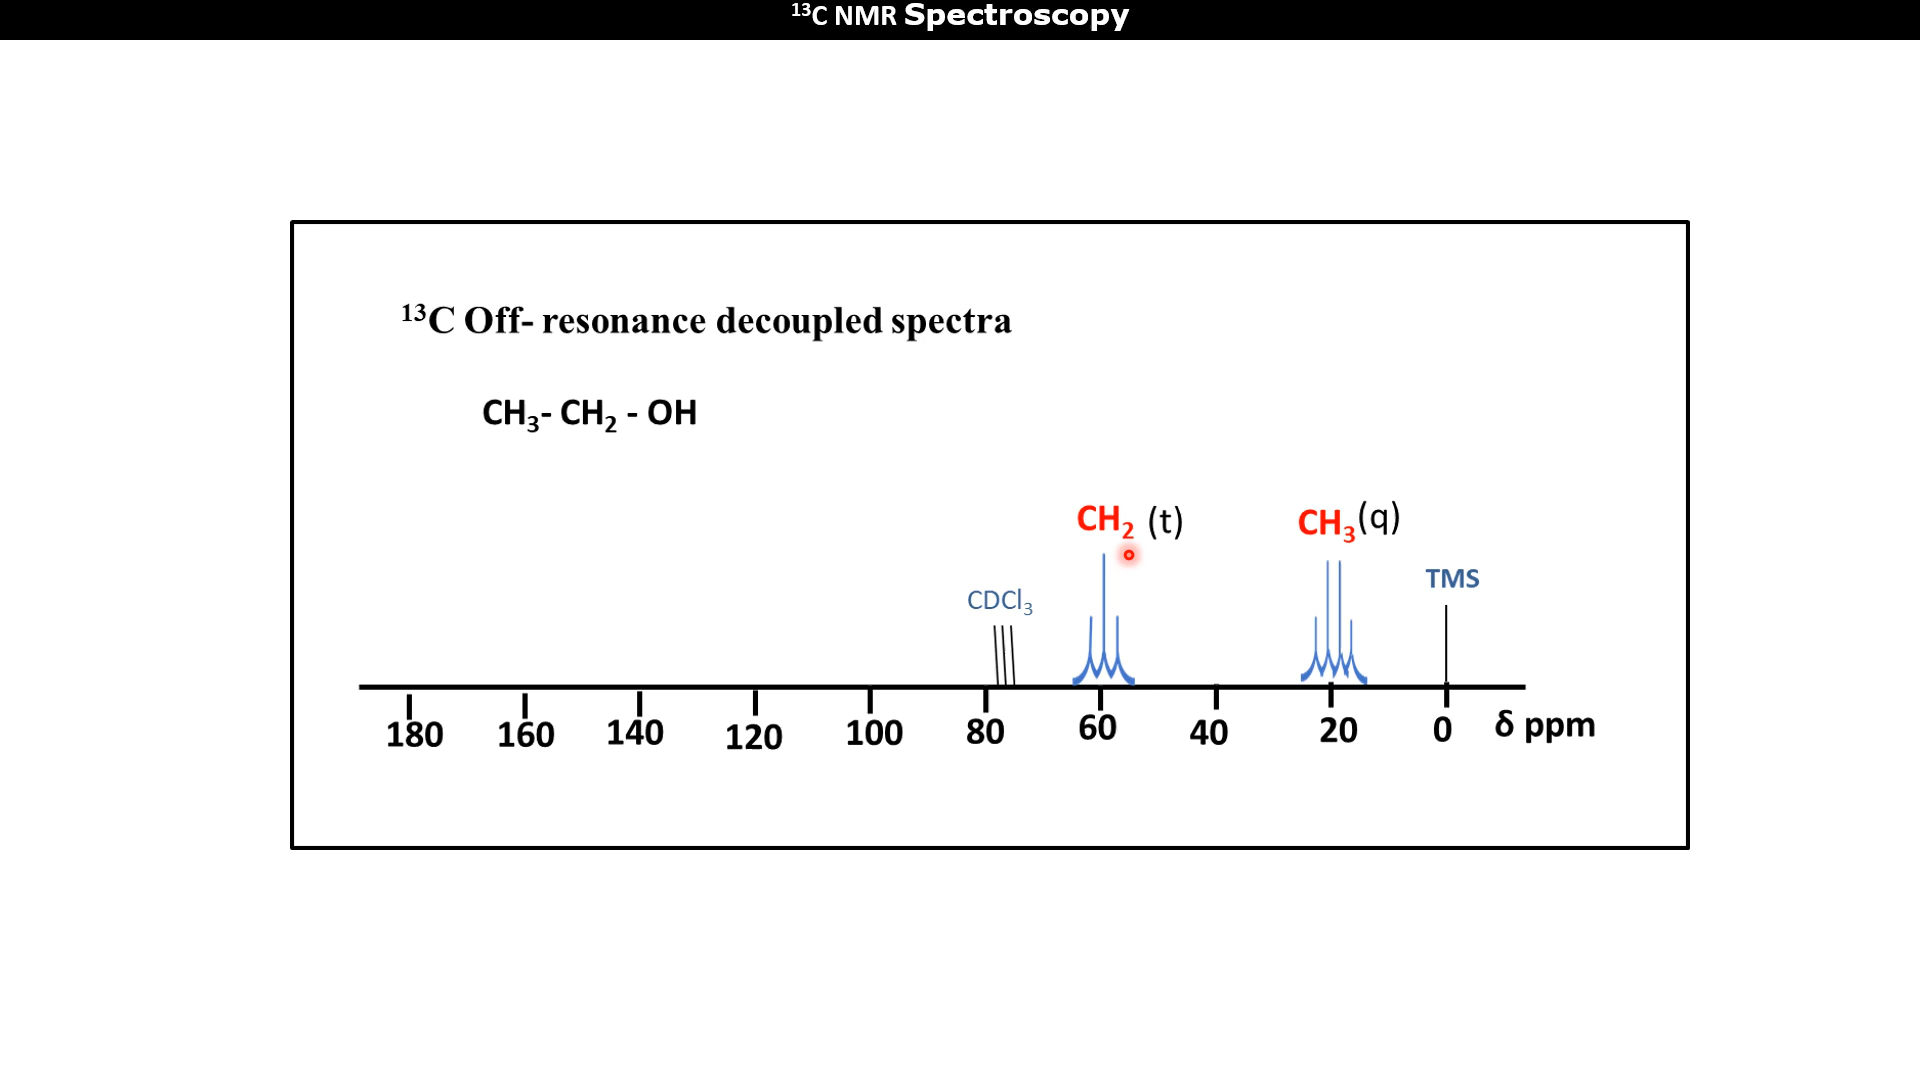 ¹³C NMR Spectroscopy
¹³C Off- resonance decoupled spectra
CH₃- CH₂ - OH
CH₂ (t)
CH₃(q)
TMS
CDCl₃
180 160 140 120 100 80 60 40 20 0 δ ppm